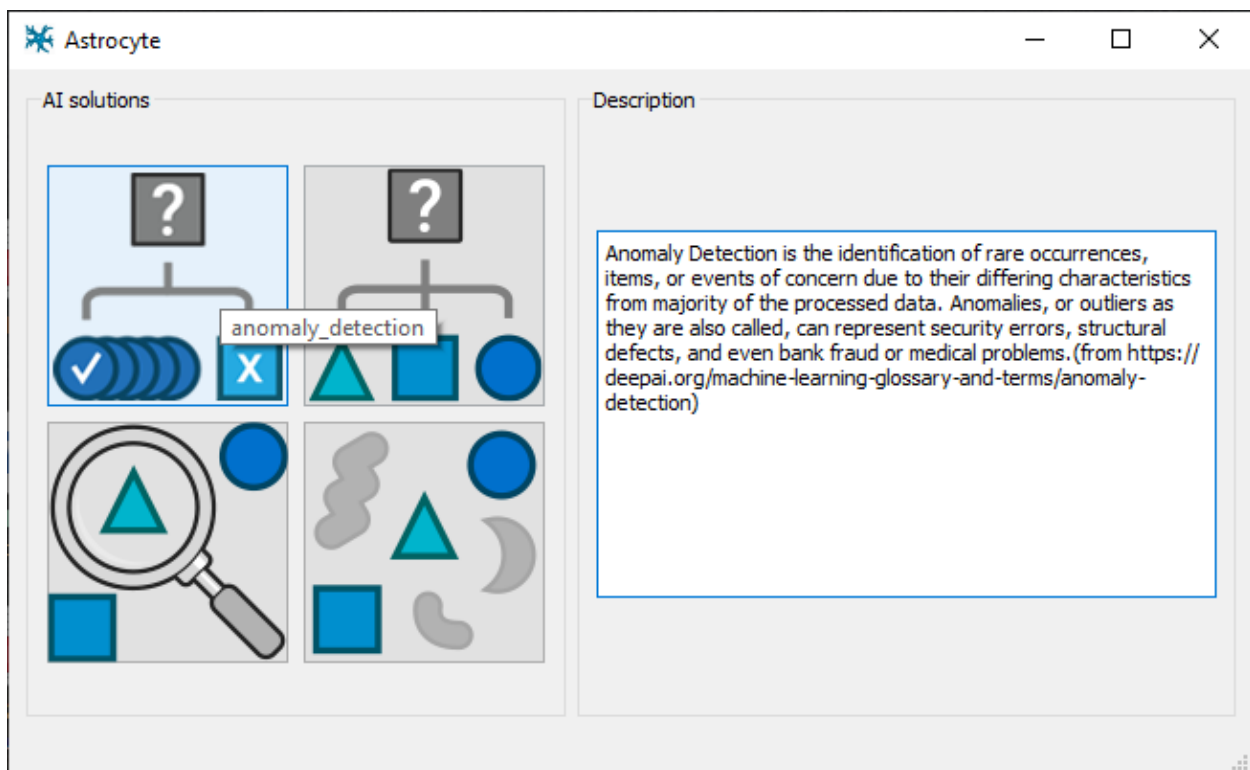 Astrocyte
AI solutions
Description
?
?
anomaly_detection
X
Anomaly Detection is the identification of rare occurrences,
items, or events of concern due to their differing characteristics
from majority of the processed data. Anomalies, or outliers as
they are also called, can represent security errors, structural
defects, and even bank fraud or medical problems.(from https://
deepai.org/machine-learning-glossary-and-terms/anomaly-
detection)